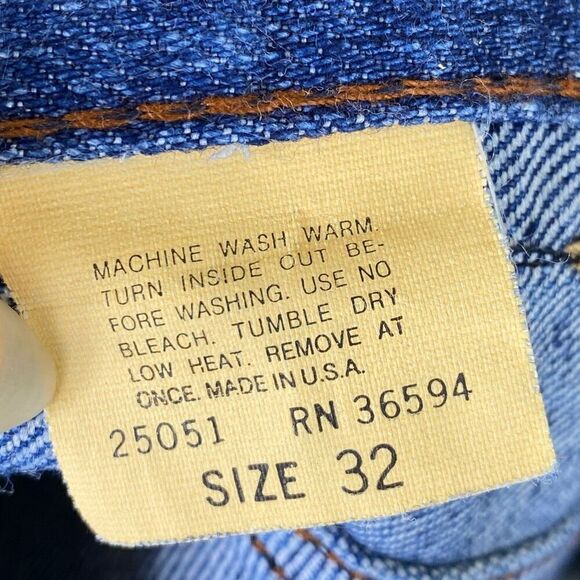 MACHINE WASH WARM.
TURN INSIDE OUT BE-
FORE WASHING. USE NO
BLEACH. TUMBLE DRY
LOW HEAT. REMOVE AT
ONCE. MADE IN U.S.A.
25051 RN 36594
SIZE 32